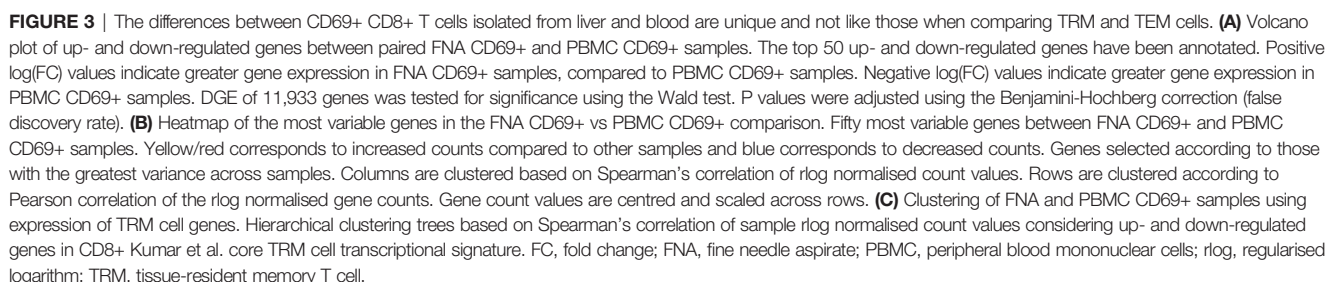 FIGURE 3 | The differences between CD69+ CD8+ T cells isolated from liver and blood are unique and not like those when comparing TRM and TEM cells. (A) Volcano
plot of up- and down-regulated genes between paired FNA CD69+ and PBMC CD69+ samples. The top 50 up- and down-regulated genes have been annotated. Positive
log(FC) values indicate greater gene expression in FNA CD69+ samples, compared to PBMC CD69+ samples. Negative log(FC) values indicate greater gene expression in
PBMC CD69+ samples. DGE of 11,933 genes was tested for significance using the Wald test. P values were adjusted using the Benjamini-Hochberg correction (false
discovery rate). (B) Heatmap of the most variable genes in the FNA CD69+ vs PBMC CD69+ comparison. Fifty most variable genes between FNA CD69+ and PBMC
CD69+ samples. Yellow/red corresponds to increased counts compared to other samples and blue corresponds to decreased counts. Genes selected according to those
with the greatest variance across samples. Columns are clustered based on Spearman's correlation of rlog normalised count values. Rows are clustered according to
Pearson correlation of the rlog normalised gene counts. Gene count values are centred and scaled across rows. (C) Clustering of FNA and PBMC CD69+ samples using
expression of TRM cell genes. Hierarchical clustering trees based on Spearman's correlation of sample rlog normalised count values considering up- and down-regulated
genes in CD8+ Kumar et al. core TRM cell transcriptional signature. FC, fold change; FNA, fine needle aspirate; PBMC, peripheral blood mononuclear cells; rlog, regularised
logarithm; TRM, tissue-resident memory T cell.